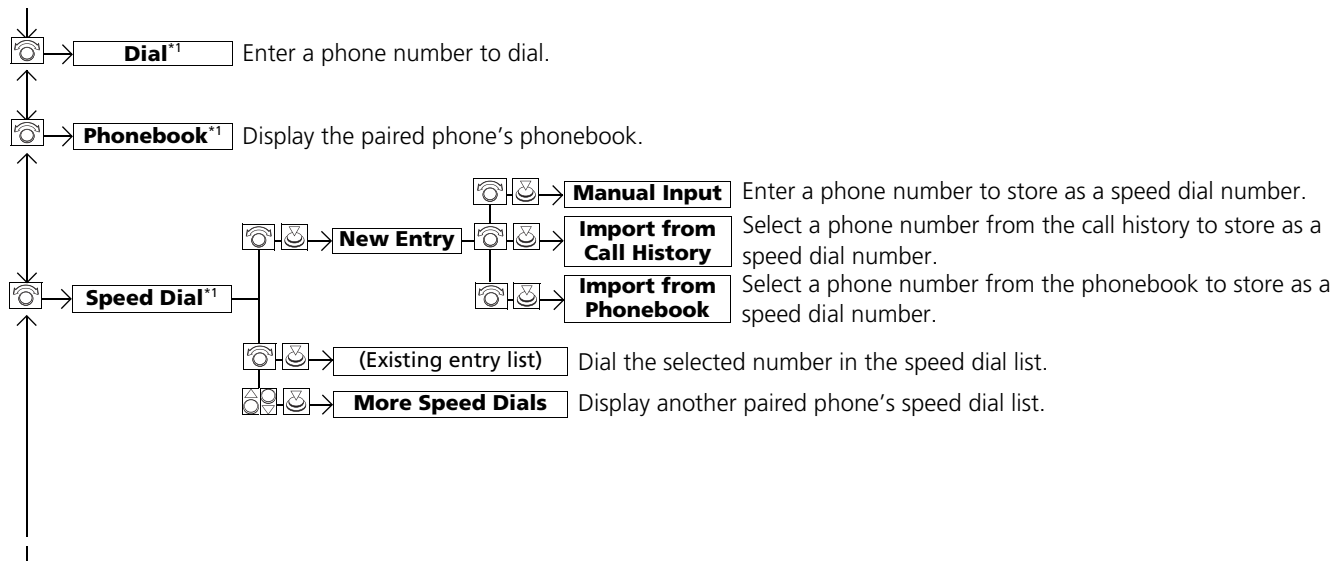 Dial*1 Enter a phone number to dial.
Phonebook*1 Display the paired phone’s phonebook.
Manual Input Enter a phone number to store as a speed dial number.
New Entry
Import from
Call History
Select a phone number from the call history to store as a
speed dial number.
Speed Dial*1
Import from
Phonebook
Select a phone number from the phonebook to store as a
speed dial number.
(Existing entry list) Dial the selected number in the speed dial list.
More Speed Dials Display another paired phone’s speed dial list.